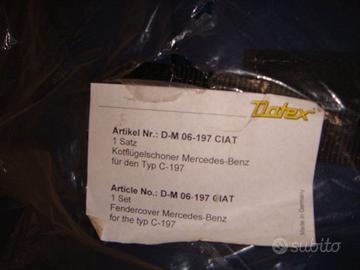 Datex
Artikel Nr.: D-M 06-197 CIAT
1 Satz
Kotflügelschoner Mercedes-Benz
für den Typ C-197
Article No.: D-M 06-197 CIAT
1 Set
Fendercover Mercedes-Benz
for the typ C-197
Made in Germany
subito